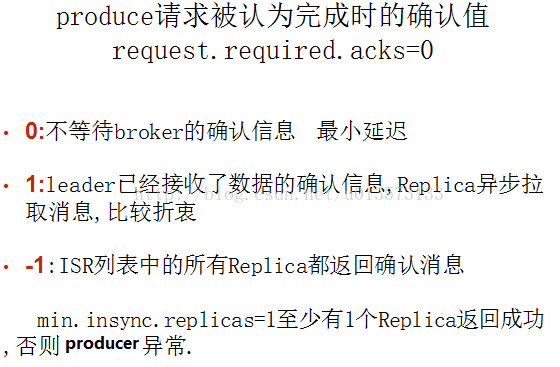 produce请求被认为完成时的确认值
request.required.acks=0
• 0:不等待broker的确认信息 最小延迟
• 1:leader已经接收了数据的确认信息,Replica异步拉
取消息,比较折衷
• -1:ISR列表中的所有Replica都返回确认消息
min.insync.replicas=1至少有1个Replica返回成功
,否则 producer 异常.